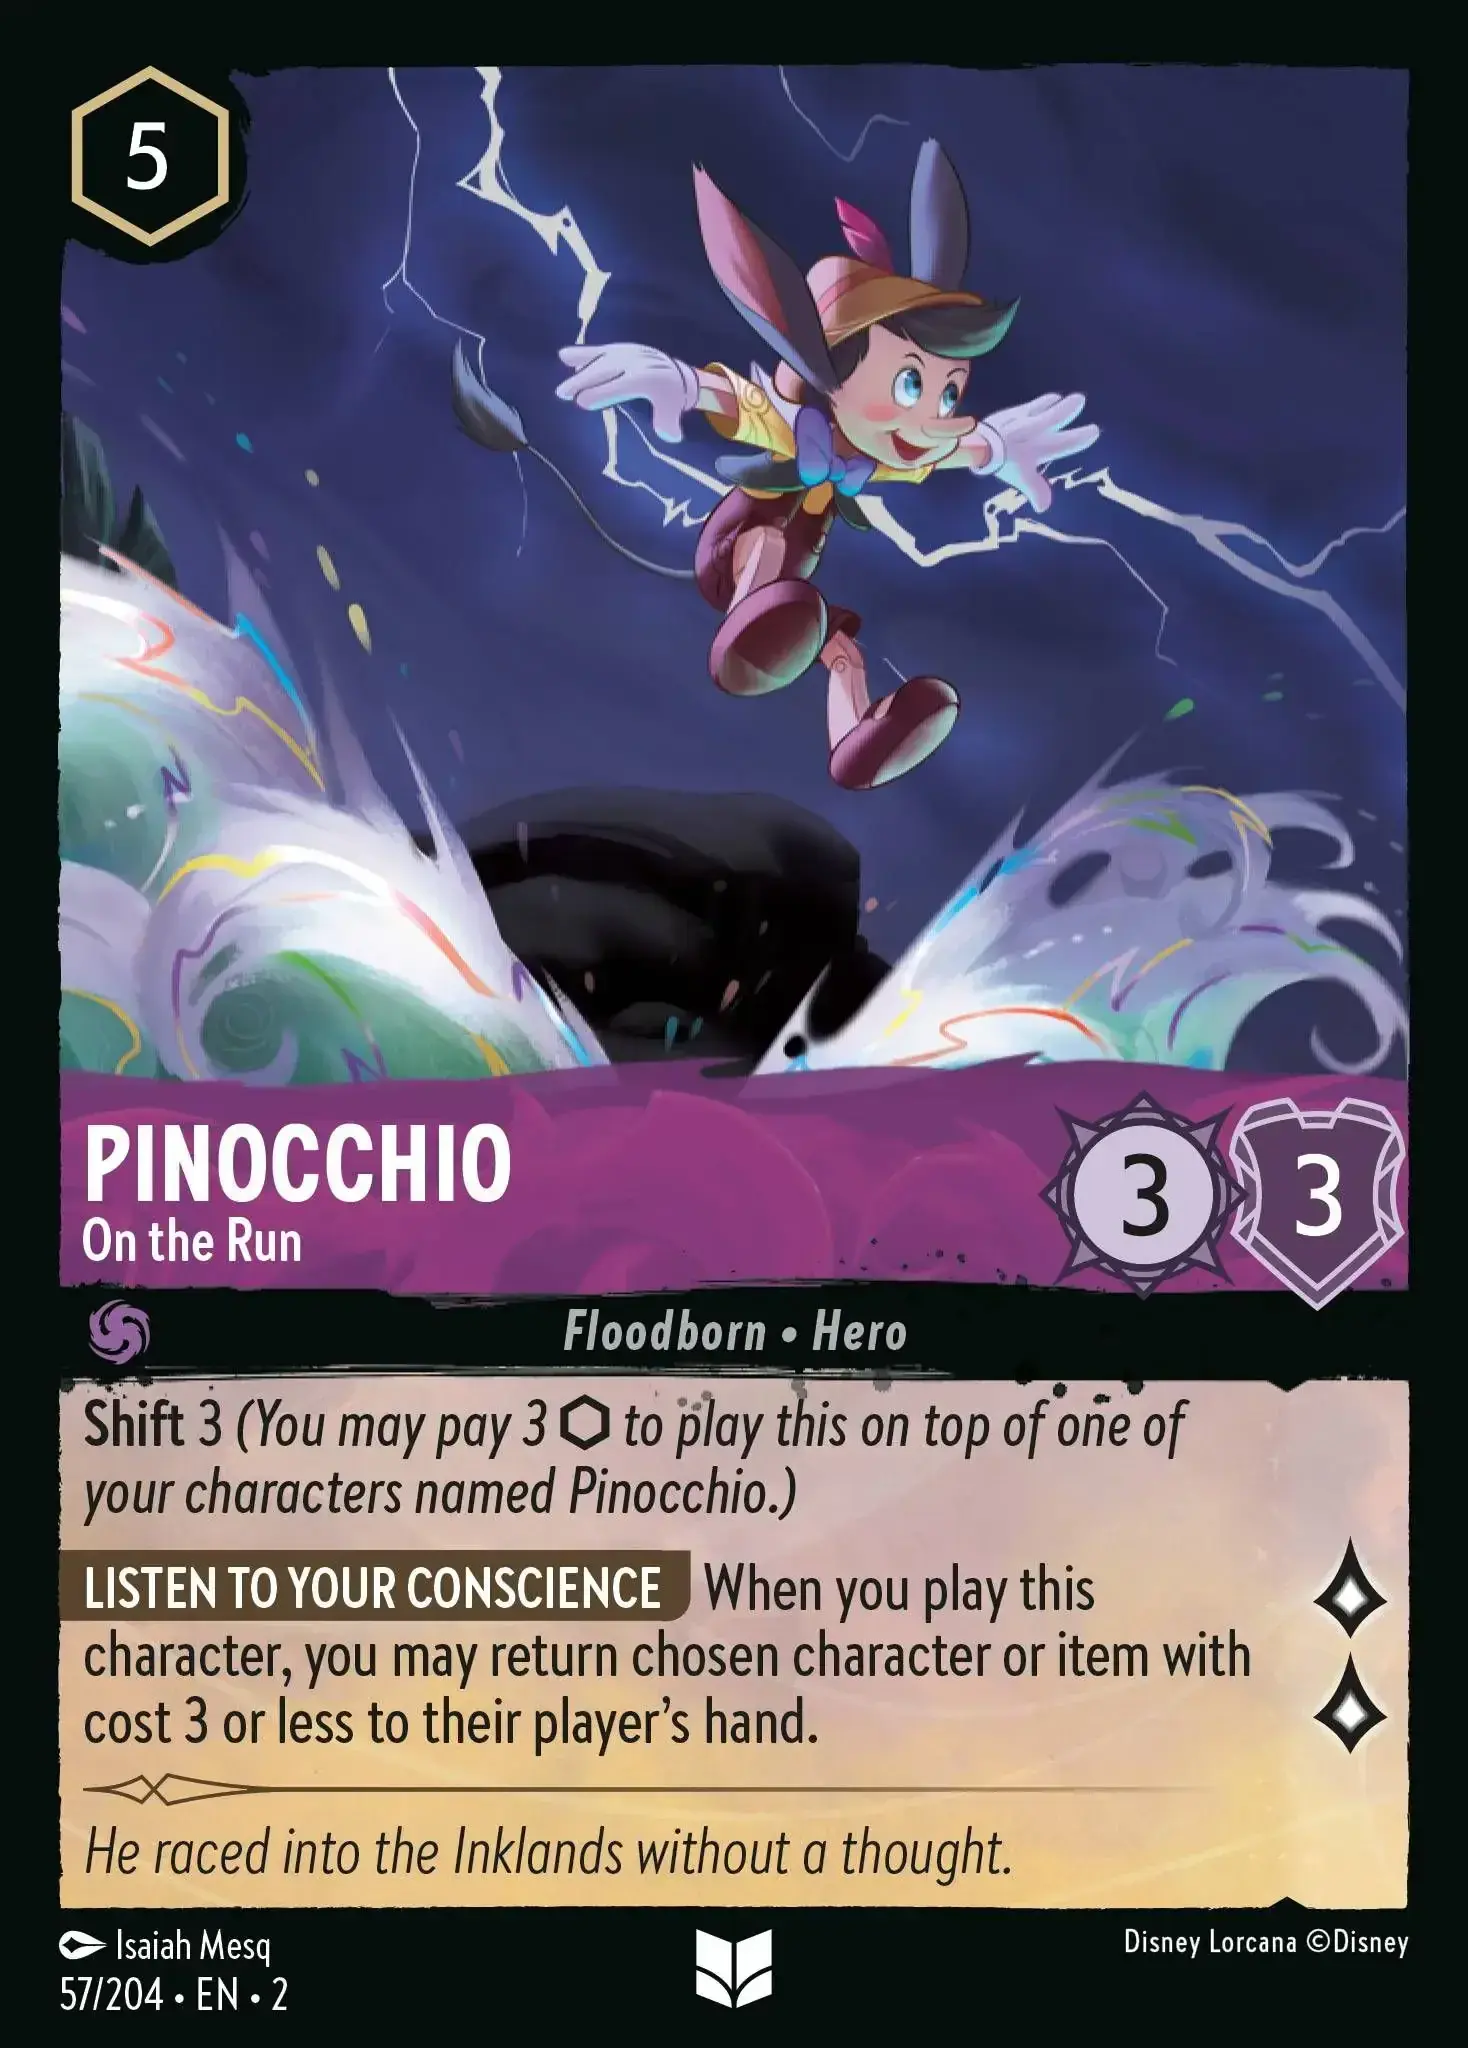 5
PINOCCHIO
On the Run
3
3
Floodborn • Hero
Shift 3 (You may pay 3 ⬡ to play this on top of one of
your characters named Pinocchio.)
LISTEN TO YOUR CONSCIENCE When you play this
character, you may return chosen character or item with
cost 3 or less to their player's hand.
He raced into the Inklands without a thought.
Isaiah Mesq
Disney Lorcana ©Disney
57/204 • EN • 2